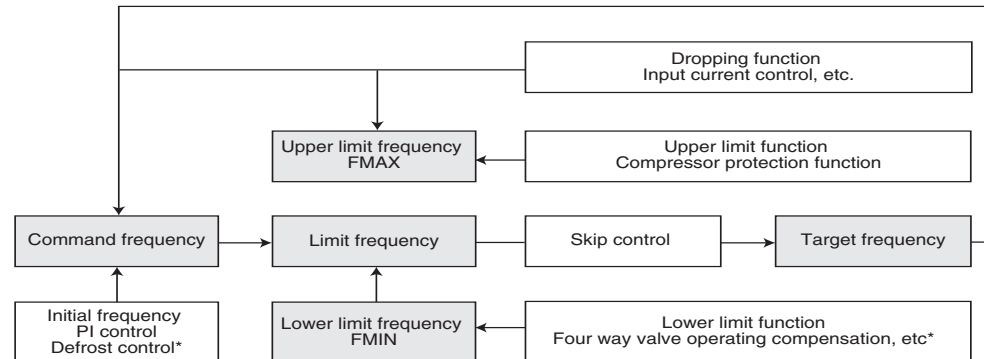 Dropping function
Input current control, etc.
Upper limit frequency
FMAX
Upper limit function
Compressor protection function
Command frequency
Limit frequency
Skip control
Target frequency
Initial frequency
PI control
Defrost control*
Lower limit frequency
FMIN
Lower limit function
Four way valve operating compensation, etc*